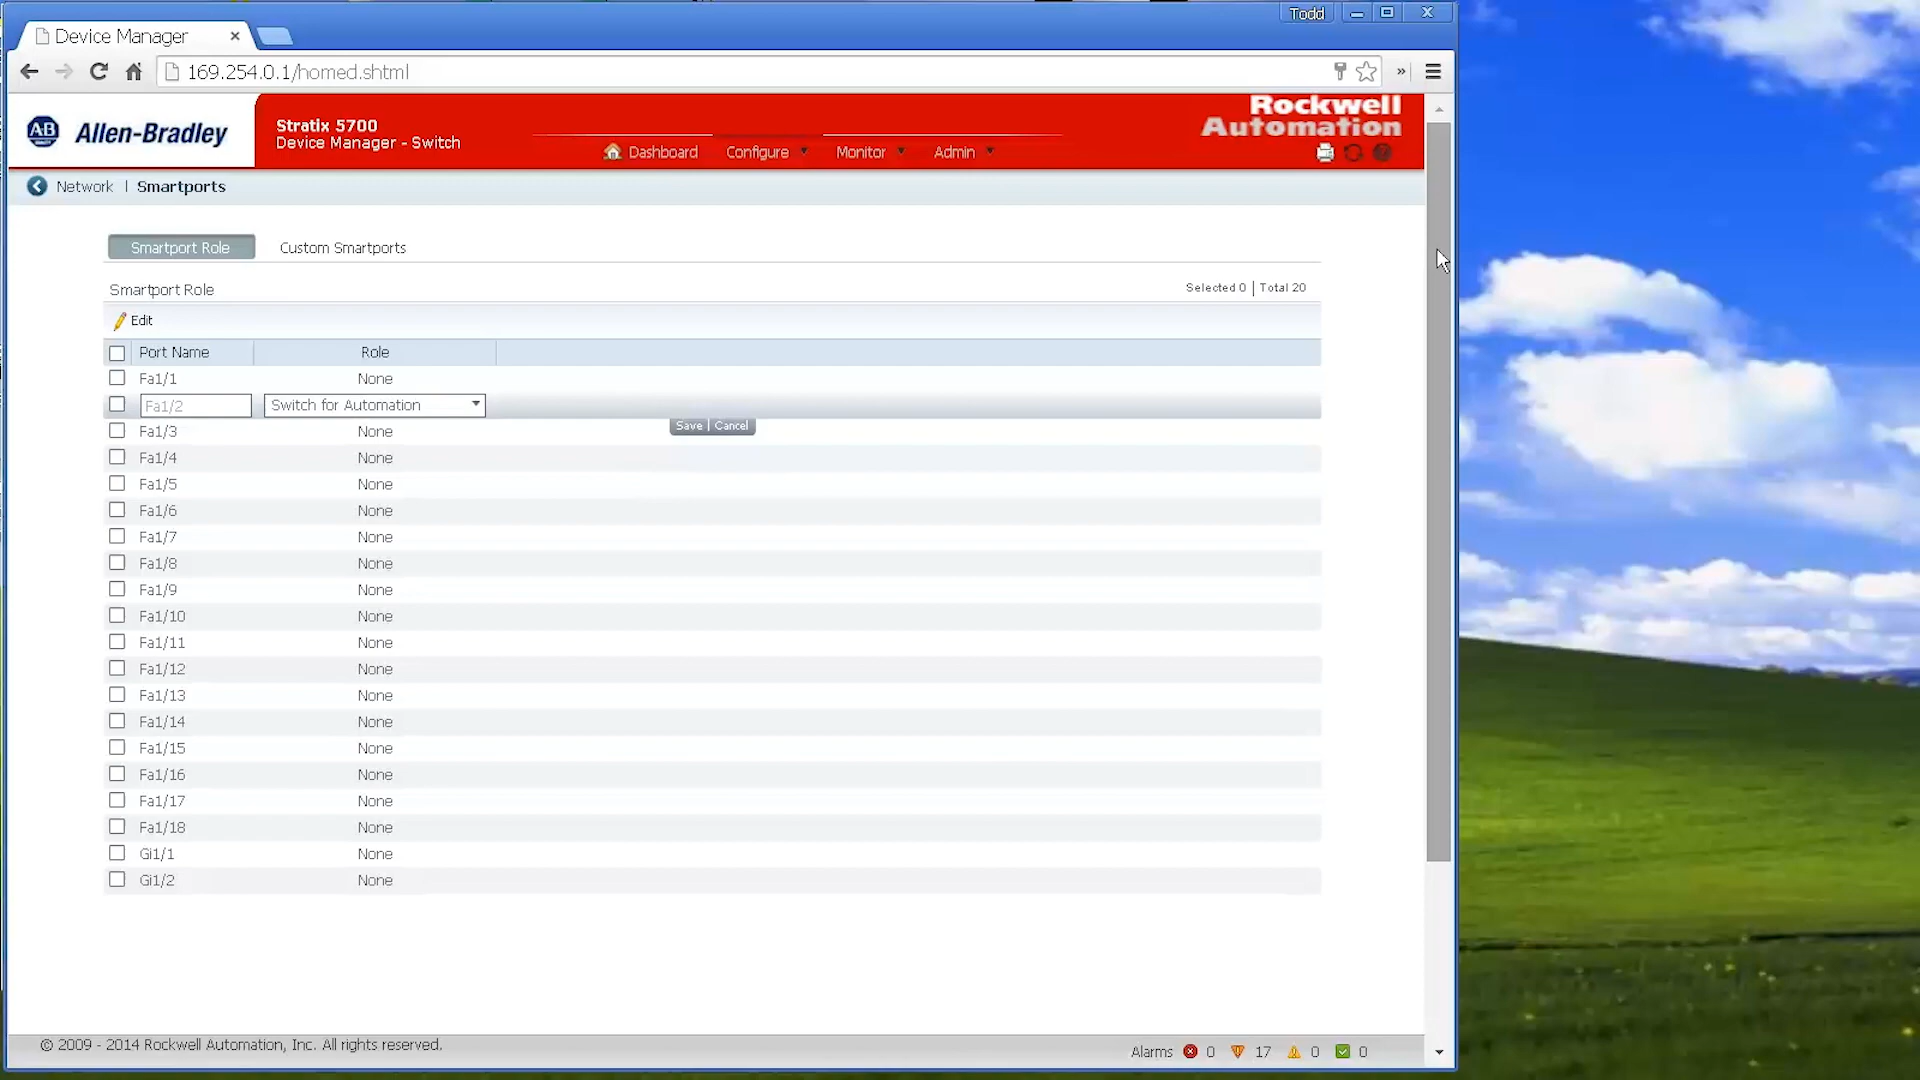 Todd
Device Manager
169.254.0.1/homed.shtml
AB Allen-Bradley
Stratix 5700
Device Manager - Switch
Rockwell
Automation
Dashboard Configure Monitor Admin
Network | Smartports
Smartport Role Custom Smartports
Smartport Role Selected 0 | Total 20
Edit
Port Name Role
Fa1/1 None
Fa1/2 Switch for Automation
Save | Cancel
Fa1/3 None
Fa1/4 None
Fa1/5 None
Fa1/6 None
Fa1/7 None
Fa1/8 None
Fa1/9 None
Fa1/10 None
Fa1/11 None
Fa1/12 None
Fa1/13 None
Fa1/14 None
Fa1/15 None
Fa1/16 None
Fa1/17 None
Fa1/18 None
Gi1/1 None
Gi1/2 None
© 2009 - 2014 Rockwell Automation, Inc. All rights reserved.
Alarms 0 17 0 0